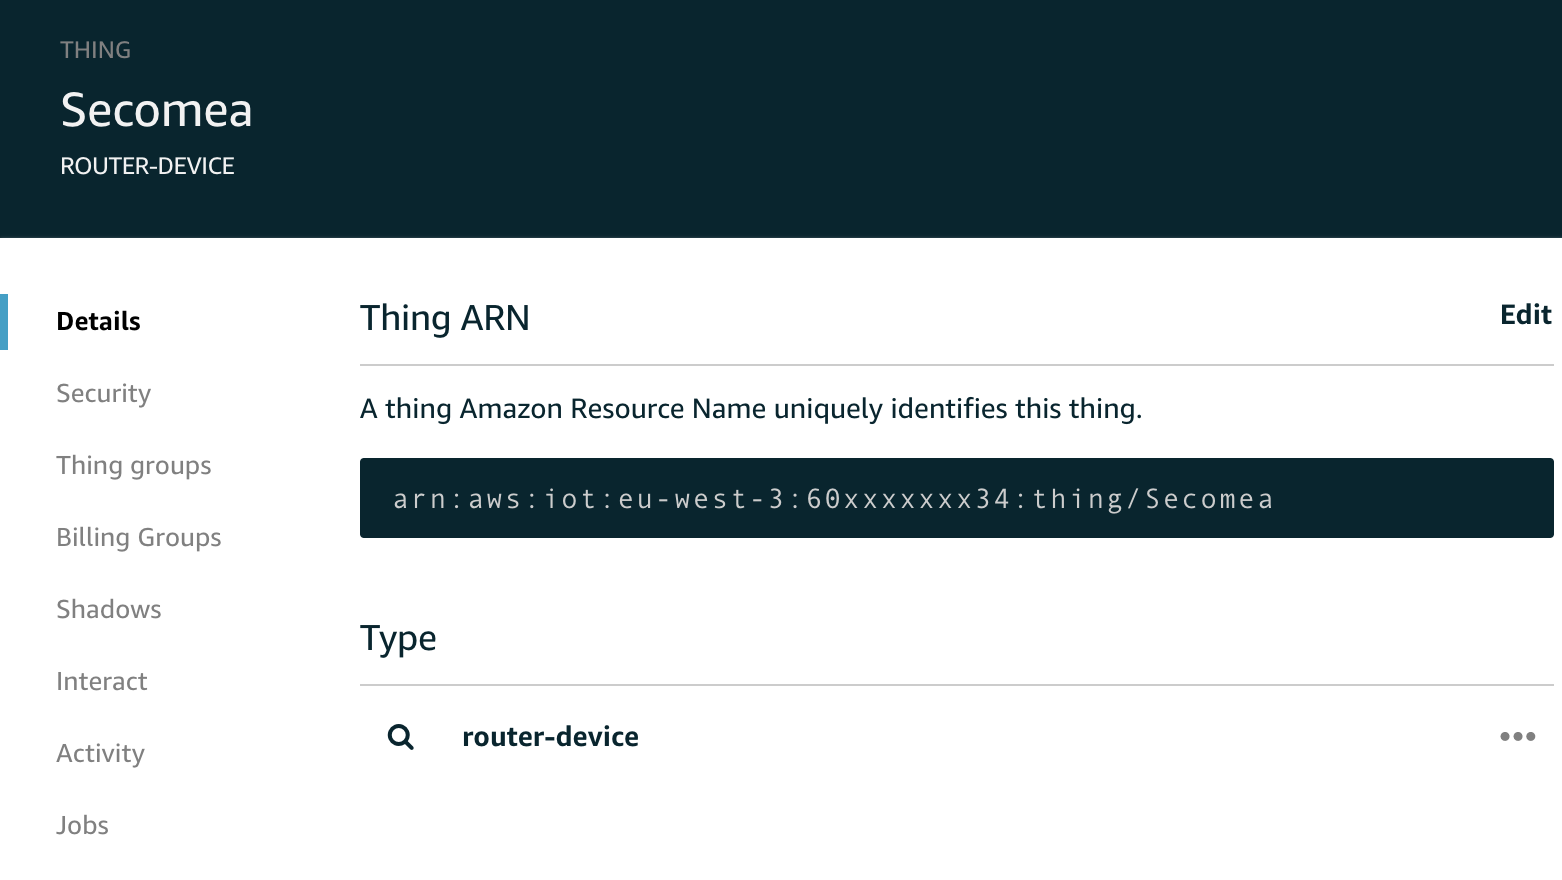 THING
Secomea
ROUTER-DEVICE
Details
Security
Thing groups
Billing Groups
Shadows
Interact
Activity
Jobs
Thing ARN
Edit
A thing Amazon Resource Name uniquely identifies this thing.
arn:aws:iot:eu-west-3:60xxxxxxx34:thing/Secomea
Type
router-device